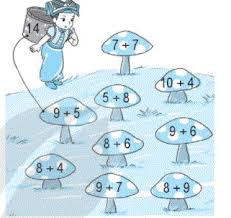 14
7 + 7
10 + 4
5 + 8
9 + 5
9 + 6
8 + 6
8 + 4
9 + 7
8 + 9